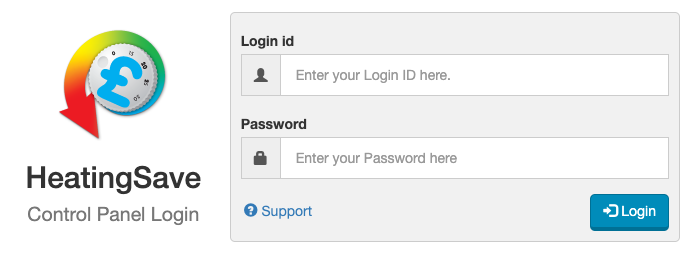 HeatingSave
Control Panel Login
Login id
Enter your Login ID here.
Password
Enter your Password here
Support
Login